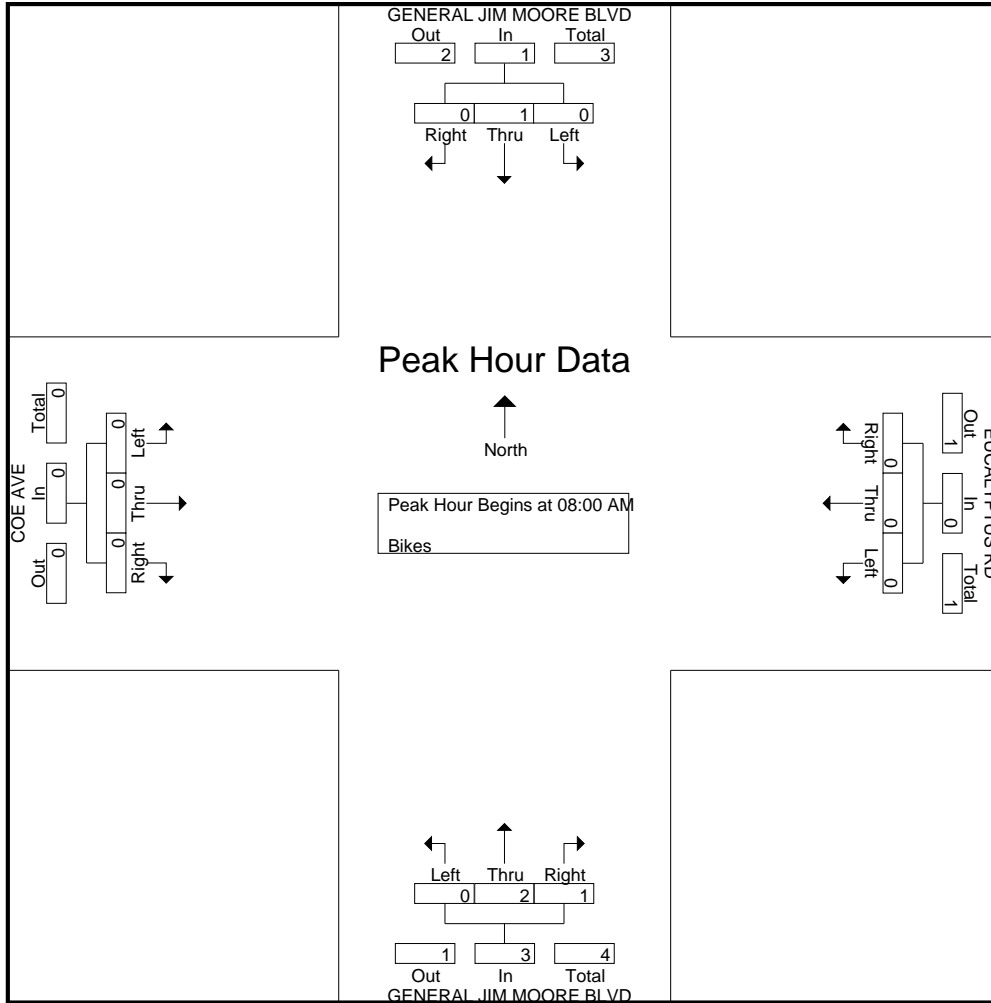 GENERAL JIM MOORE BLVD
Out In Total
2 1 3
0 1 0
Right Thru Left
Peak Hour Data
North
Peak Hour Begins at 08:00 AM
Bikes
COE AVE
Out In Total
0 0 0
0 0 0
Right Thru Left
EUCALYPTUS RD
Out In Total
1 0 1
Right Thru Left
0 0 0
Left Thru Right
0 2 1
1 3 4
Out In Total
GENERAL JIM MOORE BLVD